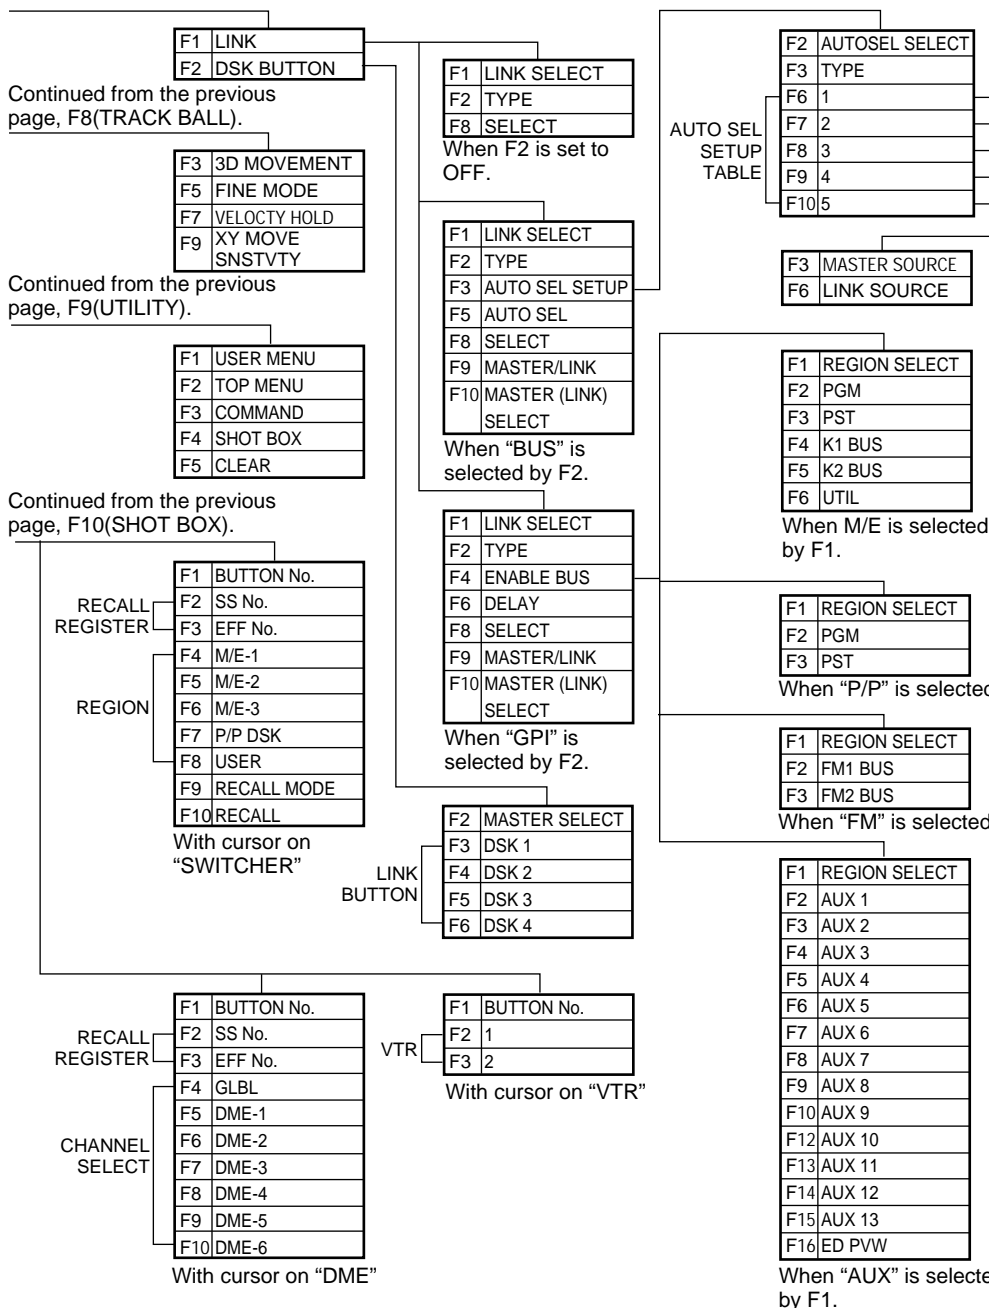 F1 LINK
F2 DSK BUTTON
Continued from the previous
page, F8(TRACK BALL).
F3 3D MOVEMENT
F5 FINE MODE
F7 VELOCTY HOLD
F9 XY MOVE
SNSTVTY
Continued from the previous
page, F9(UTILITY).
F1 USER MENU
F2 TOP MENU
F3 COMMAND
F4 SHOT BOX
F5 CLEAR
Continued from the previous
page, F10(SHOT BOX).
RECALL
REGISTER
REGION
F1 BUTTON No.
F2 SS No.
F3 EFF No.
F4 M/E-1
F5 M/E-2
F6 M/E-3
F7 P/P DSK
F8 USER
F9 RECALL MODE
F10 RECALL
With cursor on
“SWITCHER”
RECALL
REGISTER
CHANNEL
SELECT
F1 BUTTON No.
F2 SS No.
F3 EFF No.
F4 GLBL
F5 DME-1
F6 DME-2
F7 DME-3
F8 DME-4
F9 DME-5
F10 DME-6
With cursor on “DME”
F1 LINK SELECT
F2 TYPE
F8 SELECT
When F2 is set to
OFF.
F1 LINK SELECT
F2 TYPE
F3 AUTO SEL SETUP
F5 AUTO SEL
F8 SELECT
F9 MASTER/LINK
F10 MASTER (LINK)
SELECT
When “BUS” is
selected by F2.
F1 LINK SELECT
F2 TYPE
F4 ENABLE BUS
F6 DELAY
F8 SELECT
F9 MASTER/LINK
F10 MASTER (LINK)
SELECT
When “GPI” is
selected by F2.
LINK
BUTTON
F2 MASTER SELECT
F3 DSK 1
F4 DSK 2
F5 DSK 3
F6 DSK 4
VTR
F1 BUTTON No.
F2 1
F3 2
With cursor on “VTR”
AUTO SEL
SETUP
TABLE
F2 AUTOSEL SELECT
F3 TYPE
F6 1
F7 2
F8 3
F9 4
F10 5
F3 MASTER SOURCE
F6 LINK SOURCE
F1 REGION SELECT
F2 PGM
F3 PST
F4 K1 BUS
F5 K2 BUS
F6 UTIL
When M/E is selected
by F1.
F1 REGION SELECT
F2 PGM
F3 PST
When “P/P” is selected
F1 REGION SELECT
F2 FM1 BUS
F3 FM2 BUS
When “FM” is selected
F1 REGION SELECT
F2 AUX 1
F3 AUX 2
F4 AUX 3
F5 AUX 4
F6 AUX 5
F7 AUX 6
F8 AUX 7
F9 AUX 8
F10 AUX 9
F12 AUX 10
F13 AUX 11
F14 AUX 12
F15 AUX 13
F16 ED PVW
When “AUX” is selecte
by F1.